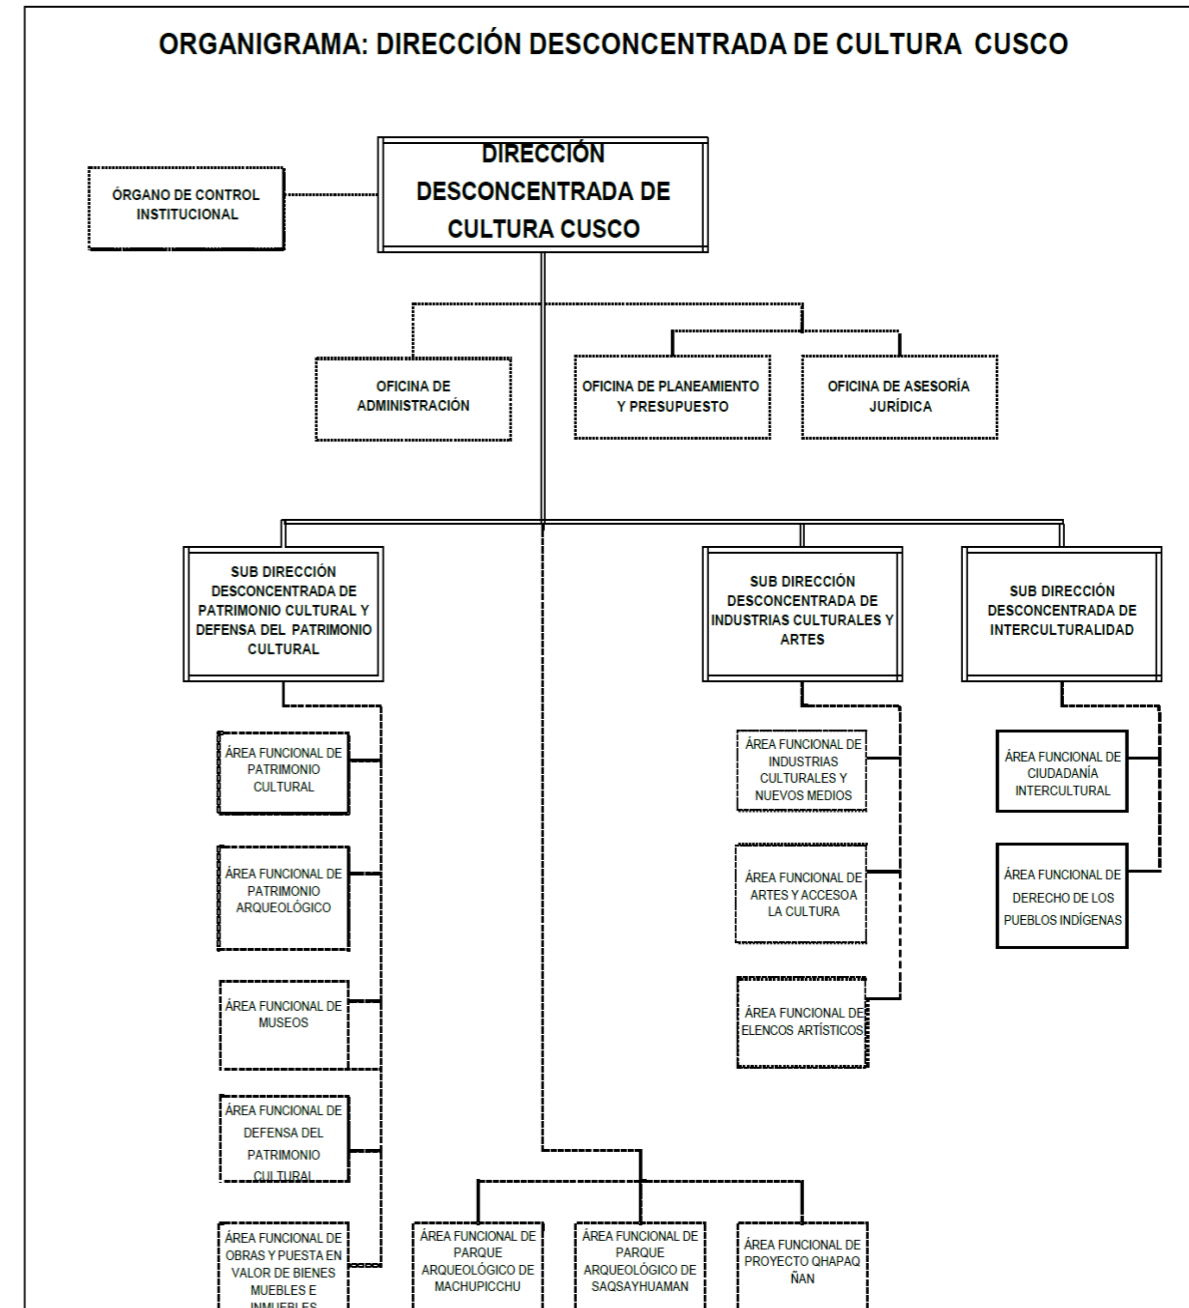 ORGANIGRAMA: DIRECCIÓN DESCONCENTRADA DE CULTURA CUSCO
DIRECCIÓN
DESCONCENTRADA DE
CULTURA CUSCO
ÓRGANO DE CONTROL
INSTITUCIONAL
OFICINA DE
ADMINISTRACIÓN
OFICINA DE PLANEAMIENTO
Y PRESUPUESTO
OFICINA DE ASESORÍA
JURÍDICA
SUB DIRECCIÓN
DESCONCENTRADA DE
PATRIMONIO CULTURAL Y
DEFENSA DEL PATRIMONIO
CULTURAL
SUB DIRECCIÓN
DESCONCENTRADA DE
INDUSTRIAS CULTURALES Y
ARTES
SUB DIRECCIÓN
DESCONCENTRADA DE
INTERCULTURALIDAD
ÁREA FUNCIONAL DE
PATRIMONIO
CULTURAL
ÁREA FUNCIONAL DE
INDUSTRIAS
CULTURALES Y
NUEVOS MEDIOS
ÁREA FUNCIONAL DE
CIUDADANÍA
INTERCULTURAL
ÁREA FUNCIONAL DE
PATRIMONIO
ARQUEOLÓGICO
ÁREA FUNCIONAL DE
ARTES Y ACCESOA
LA CULTURA
ÁREA FUNCIONAL DE
DERECHO DE LOS
PUEBLOS INDÍGENAS
ÁREA FUNCIONAL DE
MUSEOS
ÁREA FUNCIONAL DE
ELENCOS ARTÍSTICOS
ÁREA FUNCIONAL DE
DEFENSA DEL
PATRIMONIO
CULTURAL
ÁREA FUNCIONAL DE
OBRAS Y PUESTA EN
VALOR DE BIENES
MUEBLES E
INMUEBLES
ÁREA FUNCIONAL DE
PARQUE
ARQUEOLÓGICO DE
MACHUPICCHU
ÁREA FUNCIONAL DE
PARQUE
ARQUEOLÓGICO DE
SAQSAYHUAMAN
ÁREA FUNCIONAL DE
PROYECTO QHAPAQ
ÑAN